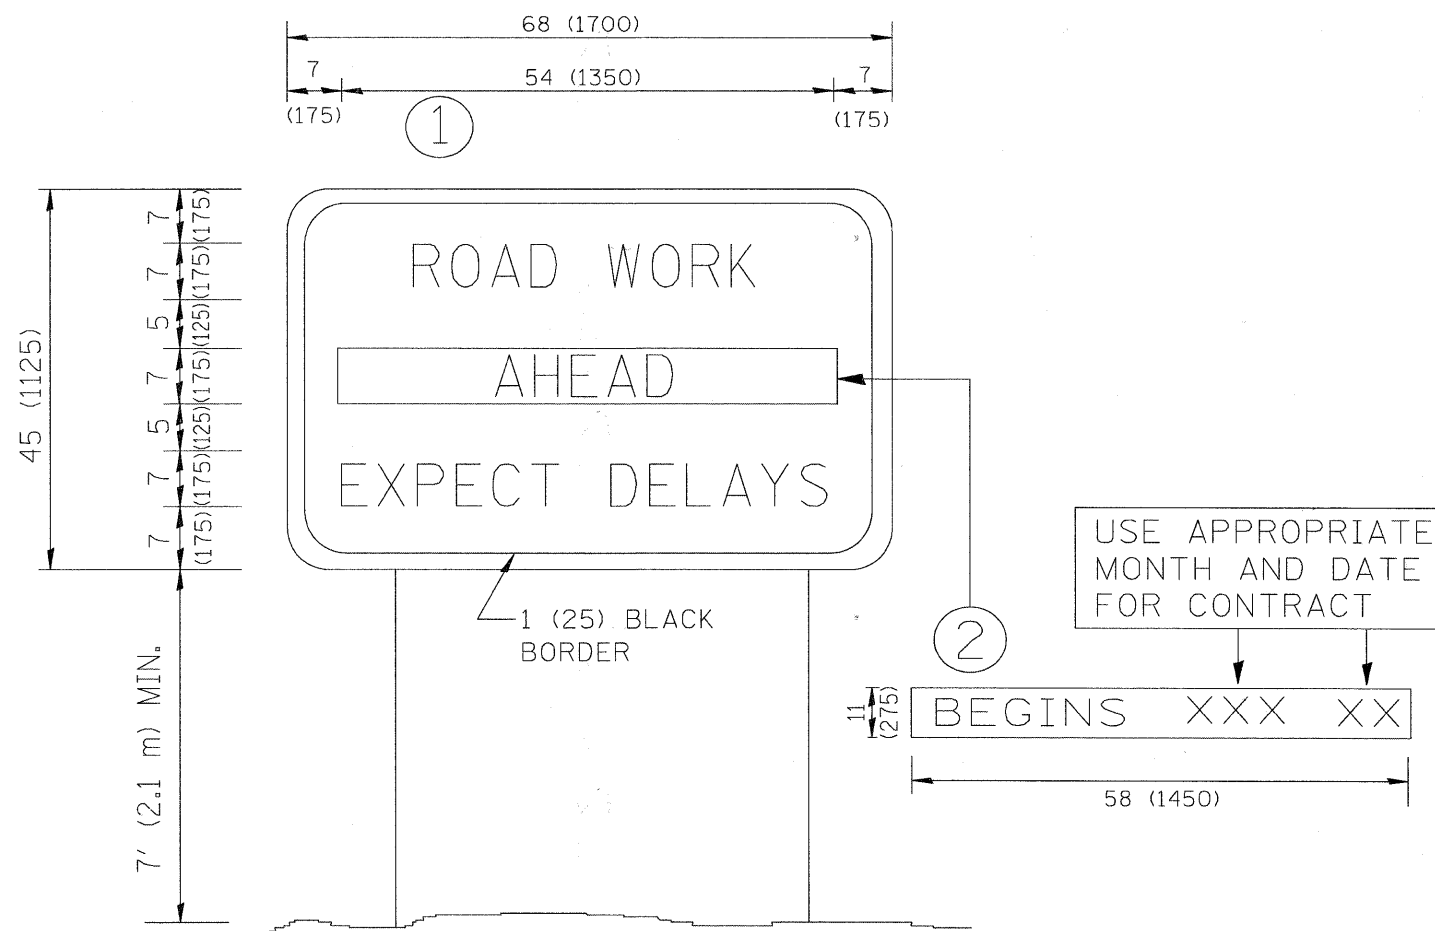 68 (1700)
7 54 (1350) 7
(175) (175)
1
45 (1125)
7 (175)
7 (175)
5 (125)
7 (175)
5 (125)
7 (175)
7 (175)
ROAD WORK
AHEAD
EXPECT DELAYS
1 (25) BLACK
BORDER
7' (2.1 m) MIN.
USE APPROPRIATE
MONTH AND DATE
FOR CONTRACT
2
11 (275)
BEGINS XXX XX
58 (1450)